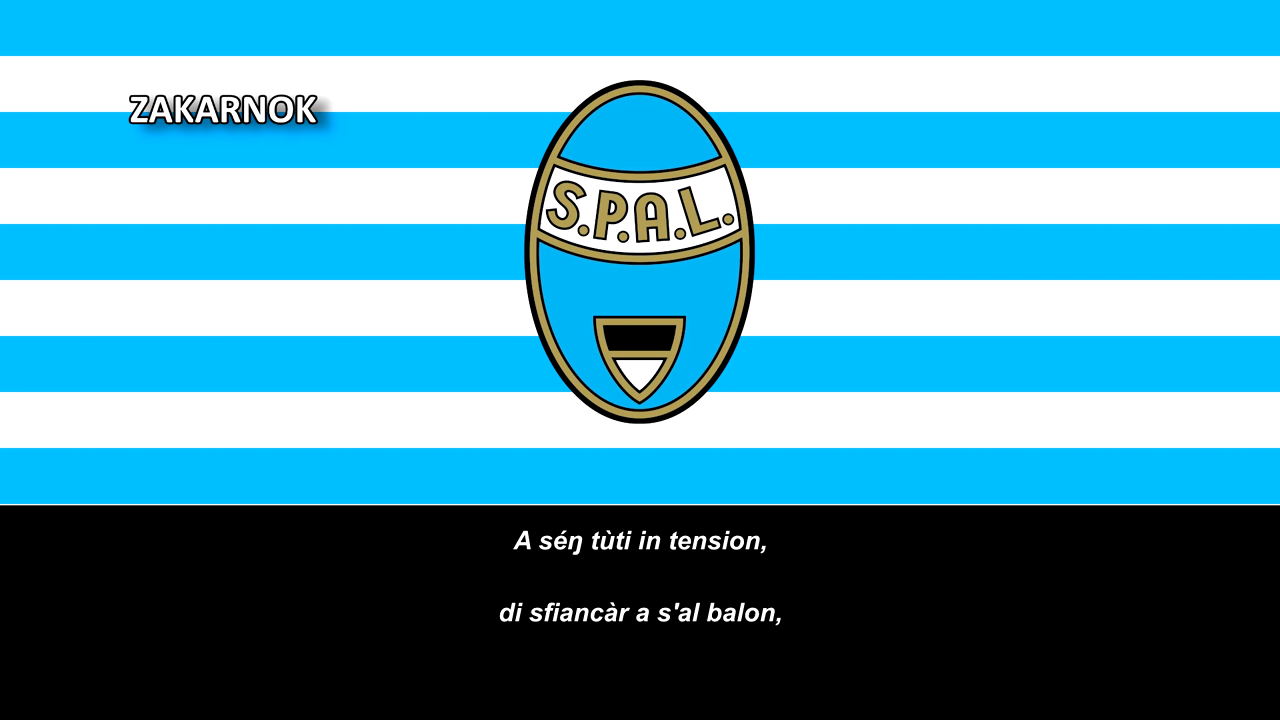 ZAKARNOK
S.P.A.L.
A séŋ tùti in tension,
di sfiancàr a s'al balon,